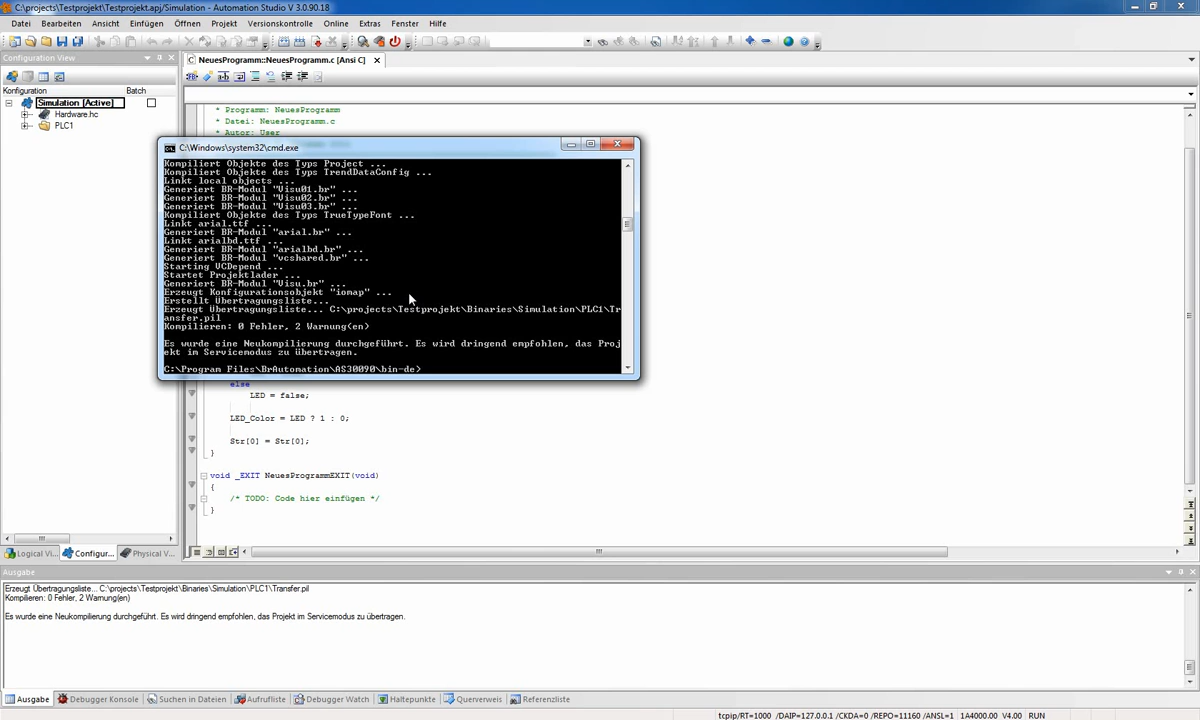 C:\projects\Testprojekt\Testprojekt.apj/Simulation - Automation Studio V 3.0.90.18
Datei Bearbeiten Ansicht Einfügen Öffnen Projekt Versionskontrolle Online Extras Fenster Hilfe
Configuration View
NeuesProgramm::NeuesProgramm.c [Ansi C]
Konfiguration Batch
Simulation [Active]
Hardware.hc
PLC1
* Programm: NeuesProgramm
* Datei: NeuesProgramm.c
* Autor: User
C:\Windows\system32\cmd.exe
Kompiliert Objekte des Typs Project ...
Kompiliert Objekte des Typs TrendDataConfig ...
Linkt local objects ...
Generiert BR-Modul "Visu01.br" ...
Generiert BR-Modul "Visu02.br" ...
Generiert BR-Modul "Visu03.br" ...
Kompiliert Objekte des Typs TrueTypeFont ...
Linkt arial.ttf ...
Generiert BR-Modul "arial.br" ...
Linkt arialbd.ttf ...
Generiert BR-Modul "arialbd.br" ...
Generiert BR-Modul "vcshared.br" ...
Starting VCDepend ...
Startet Projektlader ...
Generiert BR-Modul "Visu.br" ...
Erzeugt Konfigurationsobjekt "iomap" ...
Erstellt Übertragungsliste...
Erzeugt Übertragungsliste... C:\projects\Testprojekt\Binaries\Simulation\PLC1\Tr
ansfer.pil
Kompilieren: 0 Fehler, 2 Warnung(en)
Es wurde eine Neukompilierung durchgeführt. Es wird dringend empfohlen, das Proj
ekt im Servicemodus zu übertragen.
C:\Program Files\BrAutomation\AS30090\bin-de>
else
LED = false;
LED_Color = LED ? 1 : 0;
Str[0] = Str[0];
}
void _EXIT NeuesProgrammEXIT(void)
{
/* TODO: Code hier einfügen */
}
Logical Vi... Configur... Physical V...
Ausgabe
Erzeugt Übertragungsliste... C:\projects\Testprojekt\Binaries\Simulation\PLC1\Transfer.pil
Kompilieren: 0 Fehler, 2 Warnung(en)
Es wurde eine Neukompilierung durchgeführt. Es wird dringend empfohlen, das Projekt im Servicemodus zu übertragen.
Ausgabe Debugger Konsole Suchen in Dateien Aufrufliste Debugger Watch Haltepunkte Querverweis Referenzliste
tcpip/RT=1000 /DAIP=127.0.0.1 /CKDA=0 /REPO=11160 /ANSL=1 1A4000.00 V4.00 RUN